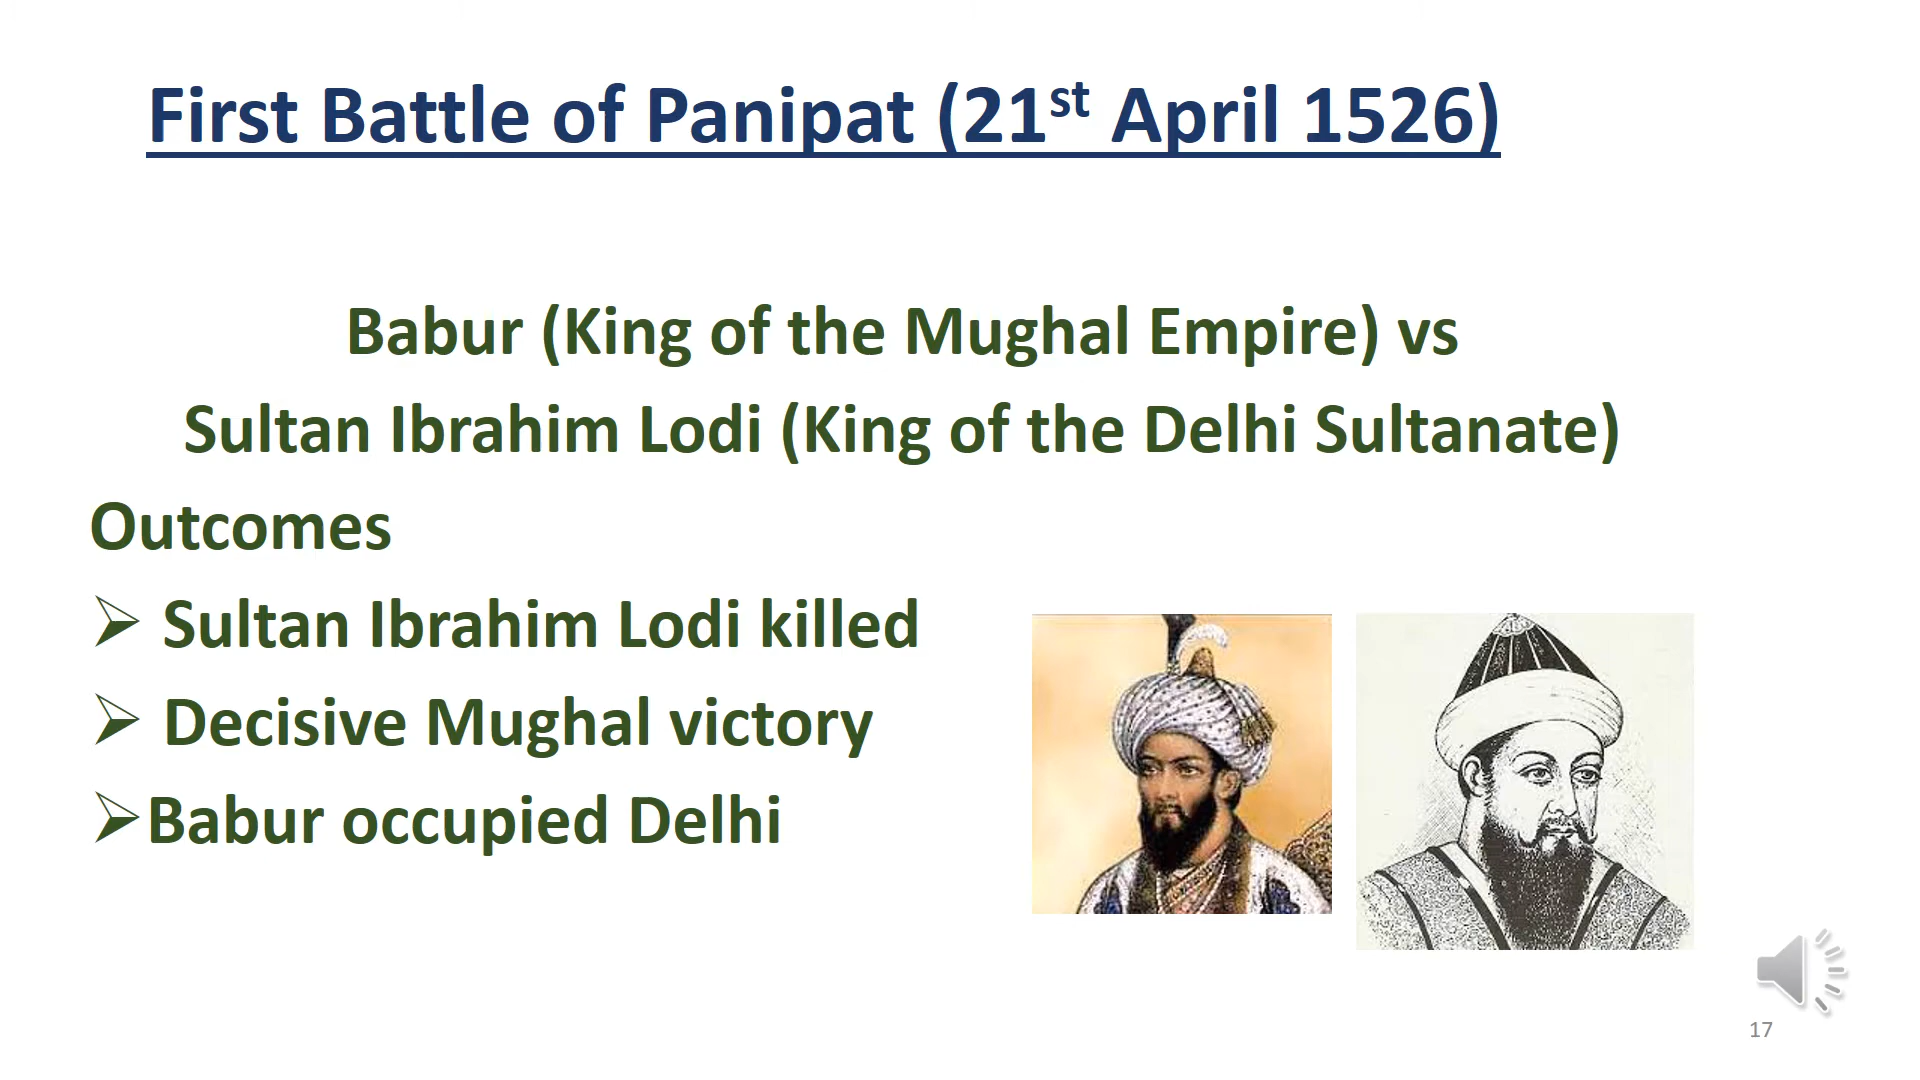 First Battle of Panipat (21st April 1526)
Babur (King of the Mughal Empire) vs
Sultan Ibrahim Lodi (King of the Delhi Sultanate)
Outcomes
➢ Sultan Ibrahim Lodi killed
➢ Decisive Mughal victory
➢Babur occupied Delhi
17